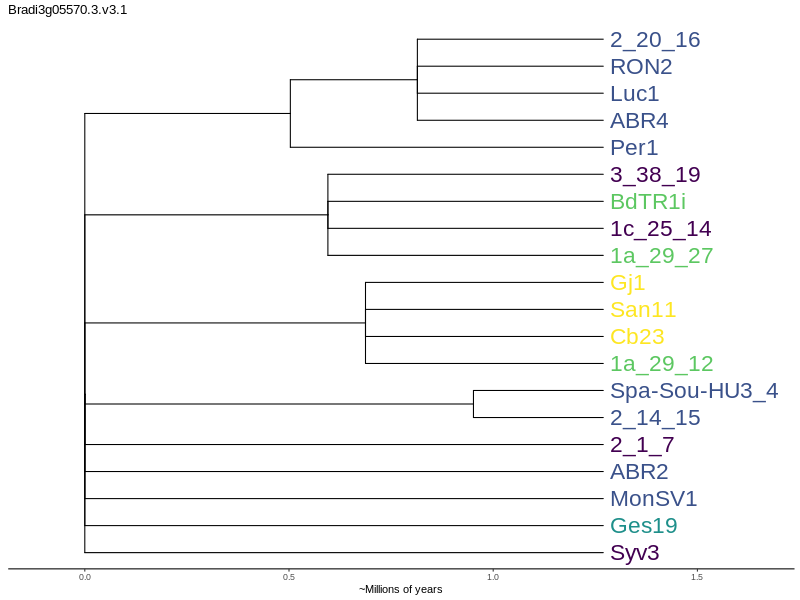 Bradi3g05570.3.v3.1
2_20_16
RON2
Luc1
ABR4
Per1
3_38_19
BdTR1i
1c_25_14
1a_29_27
Gj1
San11
Cb23
1a_29_12
Spa-Sou-HU3_4
2_14_15
2_1_7
ABR2
MonSV1
Ges19
Syv3
0.0 0.5 1.0 1.5
~Millions of years